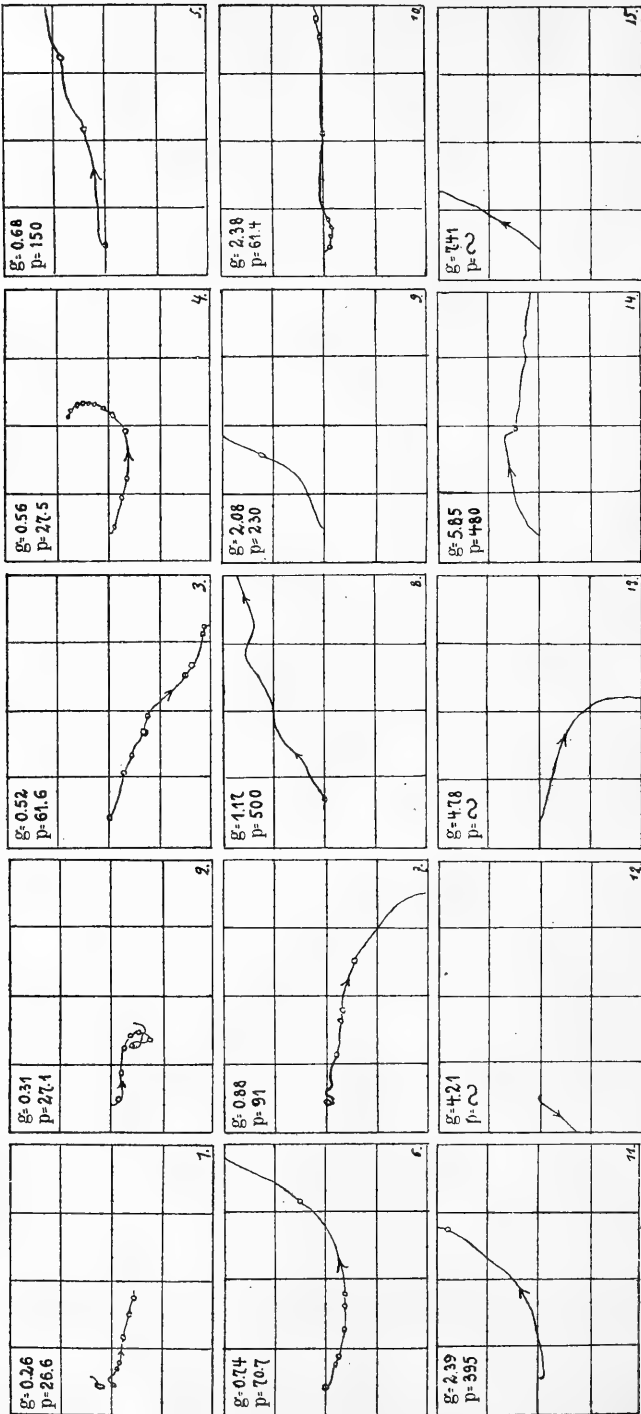 g=0.26
p=26.6
1.
g=0.31
p=27.1
2.
g=0.52
p=61.6
3.
g=0.56
p=27.5
4.
g=0.68
p=150
5.
g=0.74
p=70.7
6.
g=0.88
p=91
7.
g=1.17
p=500
8.
g=2.08
p=230
9.
g=2.38
p=61.4
10.
g=2.39
p=395
11.
g=4.21
p=∞
12.
g=4.78
p=∞
13.
g=5.85
p=480
14.
g=7.41
p=∞
15.